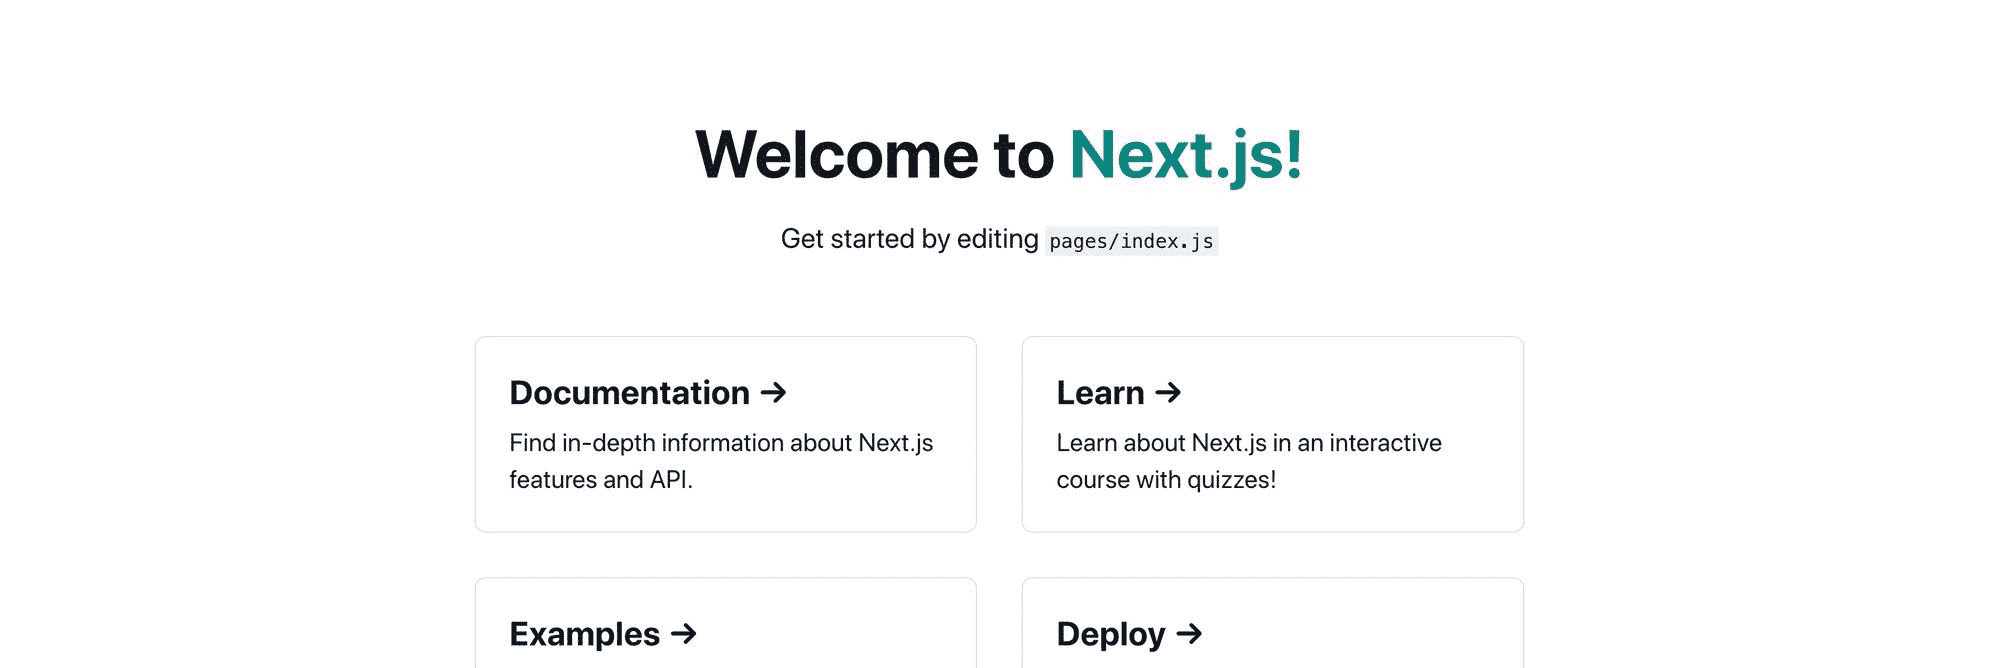 Welcome to Next.js!
Get started by editing pages/index.js
Documentation →
Find in-depth information about Next.js
features and API.
Learn →
Learn about Next.js in an interactive
course with quizzes!
Examples →
Deploy →